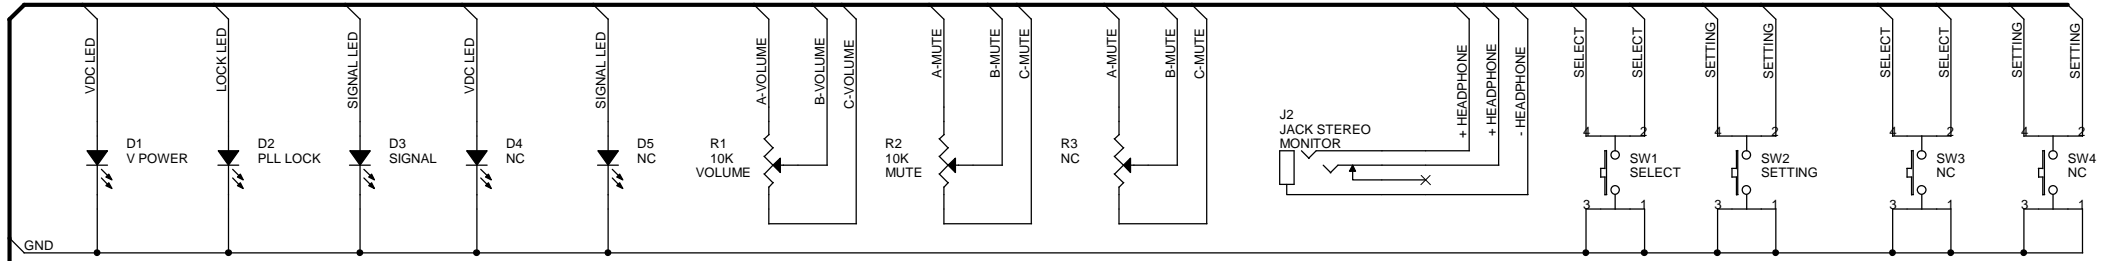 VDC LED
LOCK LED
SIGNAL LED
VDC LED
SIGNAL LED
A-VOLUME
B-VOLUME
C-VOLUME
A-MUTE
B-MUTE
C-MUTE
A-MUTE
B-MUTE
C-MUTE
+ HEADPHONE
+ HEADPHONE
- HEADPHONE
SELECT
SELECT
SETTING
SETTING
SELECT
SELECT
SETTING
SETTING
D1
V POWER
D2
PLL LOCK
D3
SIGNAL
D4
NC
D5
NC
R1
10K
VOLUME
R2
10K
MUTE
R3
NC
J2
JACK STEREO
MONITOR
4
2
SW1
SELECT
3
1
4
2
SW2
SETTING
3
1
4
2
SW3
NC
3
1
4
2
SW4
NC
3
1
GND